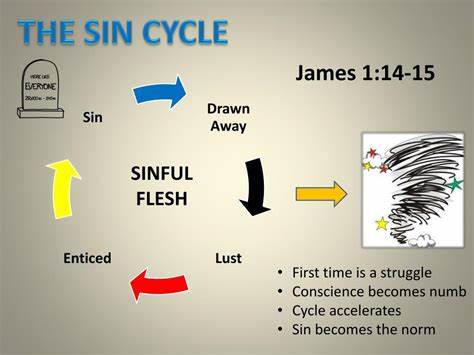 THE SIN CYCLE
HERE LIES
EVERYONE
James 1:14-15
Sin
Drawn
Away
SINFUL
FLESH
Enticed
Lust
• First time is a struggle
• Conscience becomes numb
• Cycle accelerates
• Sin becomes the norm